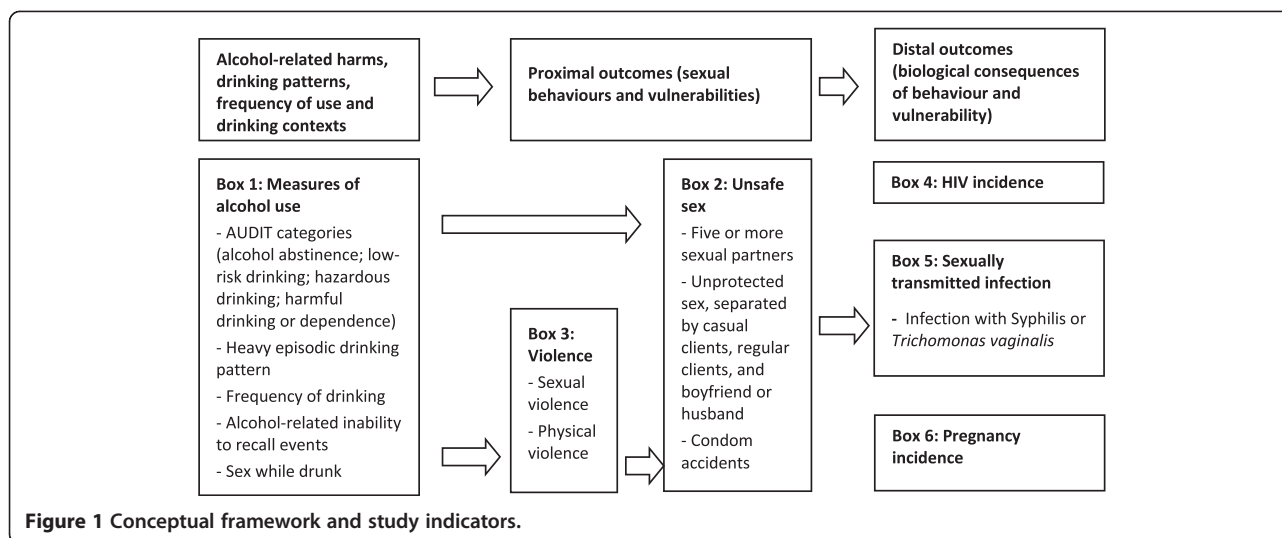 Alcohol-related harms,
drinking patterns,
frequency of use and
drinking contexts
Proximal outcomes (sexual
behaviours and vulnerabilities)
Distal outcomes
(biological consequences
of behaviour and
vulnerability)
Box 1: Measures of
alcohol use
- AUDIT categories
(alcohol abstinence; low-
risk drinking; hazardous
drinking; harmful
drinking or dependence)
- Heavy episodic drinking
pattern
- Frequency of drinking
- Alcohol-related inability
to recall events
- Sex while drunk
Box 3:
Violence
- Sexual
violence
- Physical
violence
Box 2: Unsafe
sex
- Five or more
sexual partners
- Unprotected
sex, separated
by casual
clients, regular
clients, and
boyfriend or
husband
- Condom
accidents
Box 4: HIV incidence
Box 5: Sexually
transmitted infection
- Infection with Syphilis or
Trichomonas vaginalis
Box 6: Pregnancy
incidence
Figure 1 Conceptual framework and study indicators.